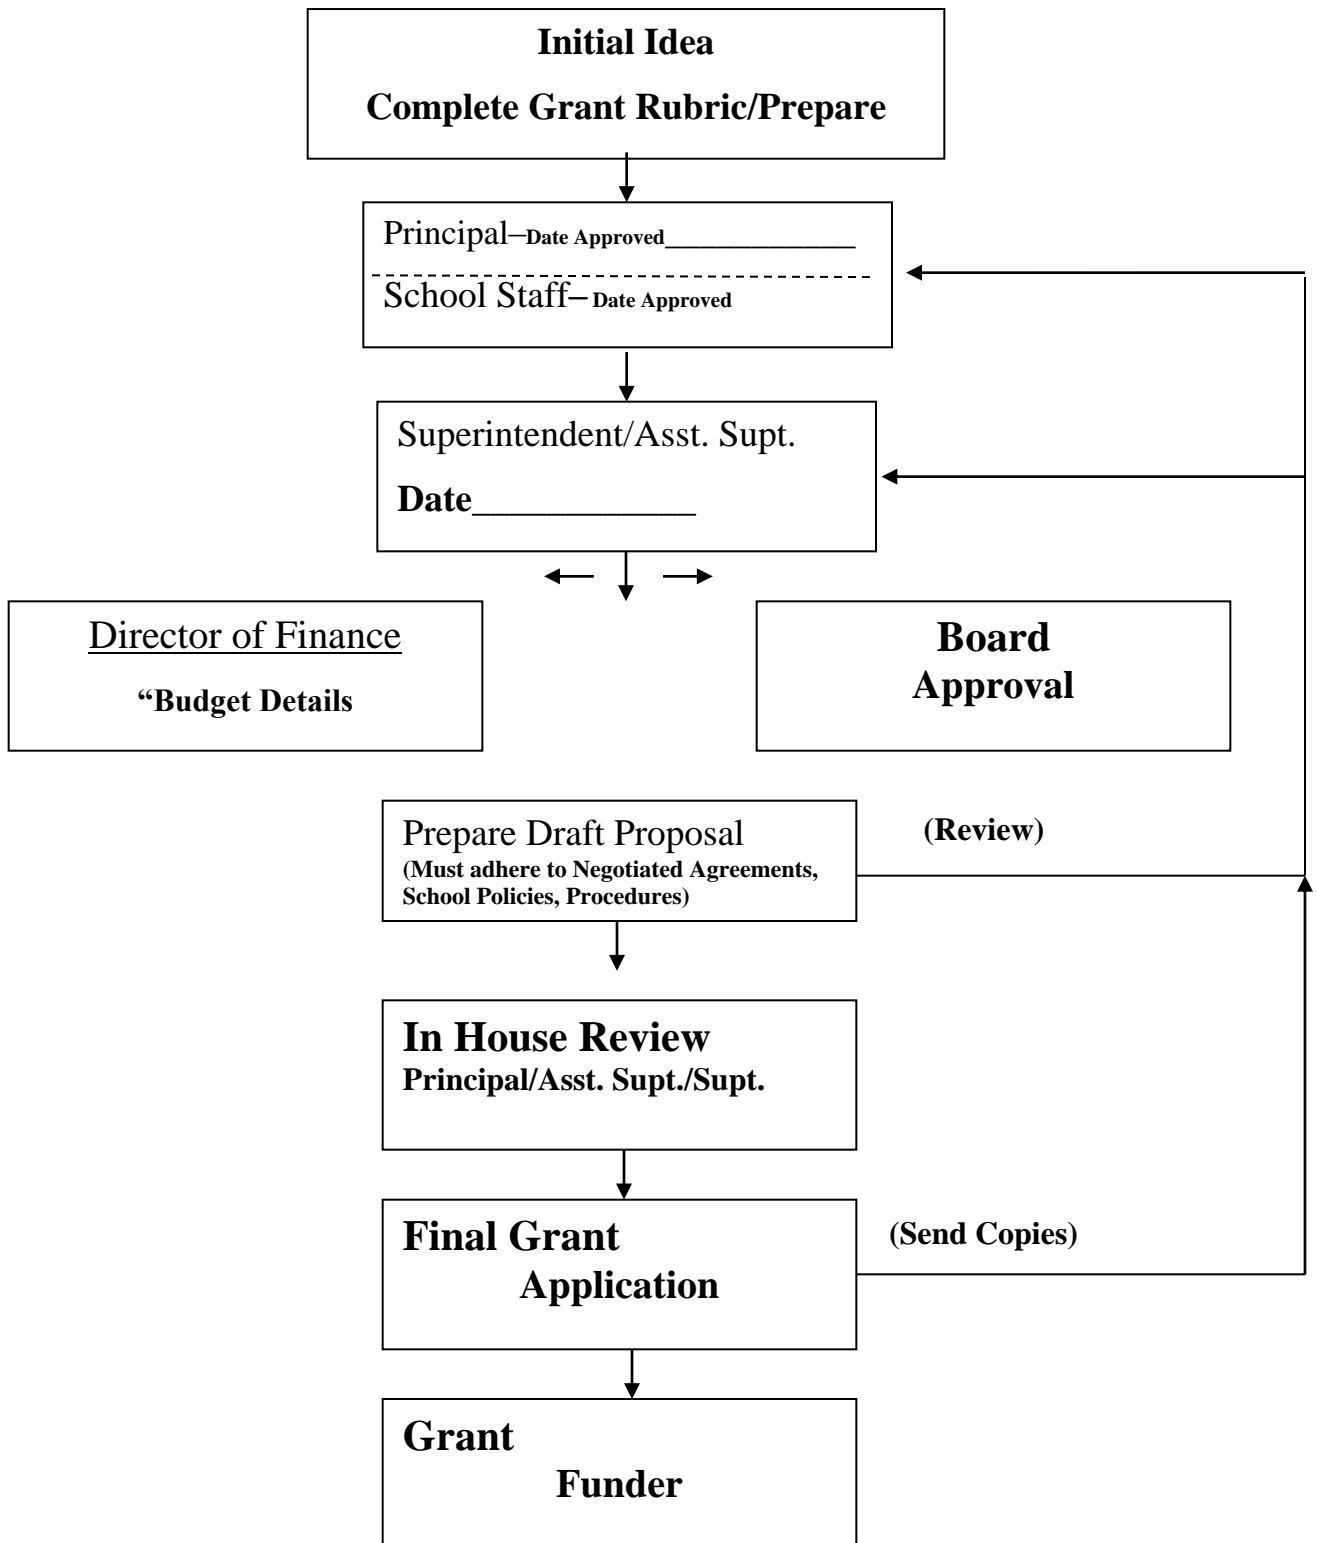 Initial Idea
Complete Grant Rubric/Prepare
Principal–Date Approved___________
School Staff– Date Approved
Superintendent/Asst. Supt.
Date____________
Director of Finance
“Budget Details
Board
Approval
Prepare Draft Proposal
(Must adhere to Negotiated Agreements,
School Policies, Procedures)
(Review)
In House Review
Principal/Asst. Supt./Supt.
Final Grant
Application
(Send Copies)
Grant
Funder